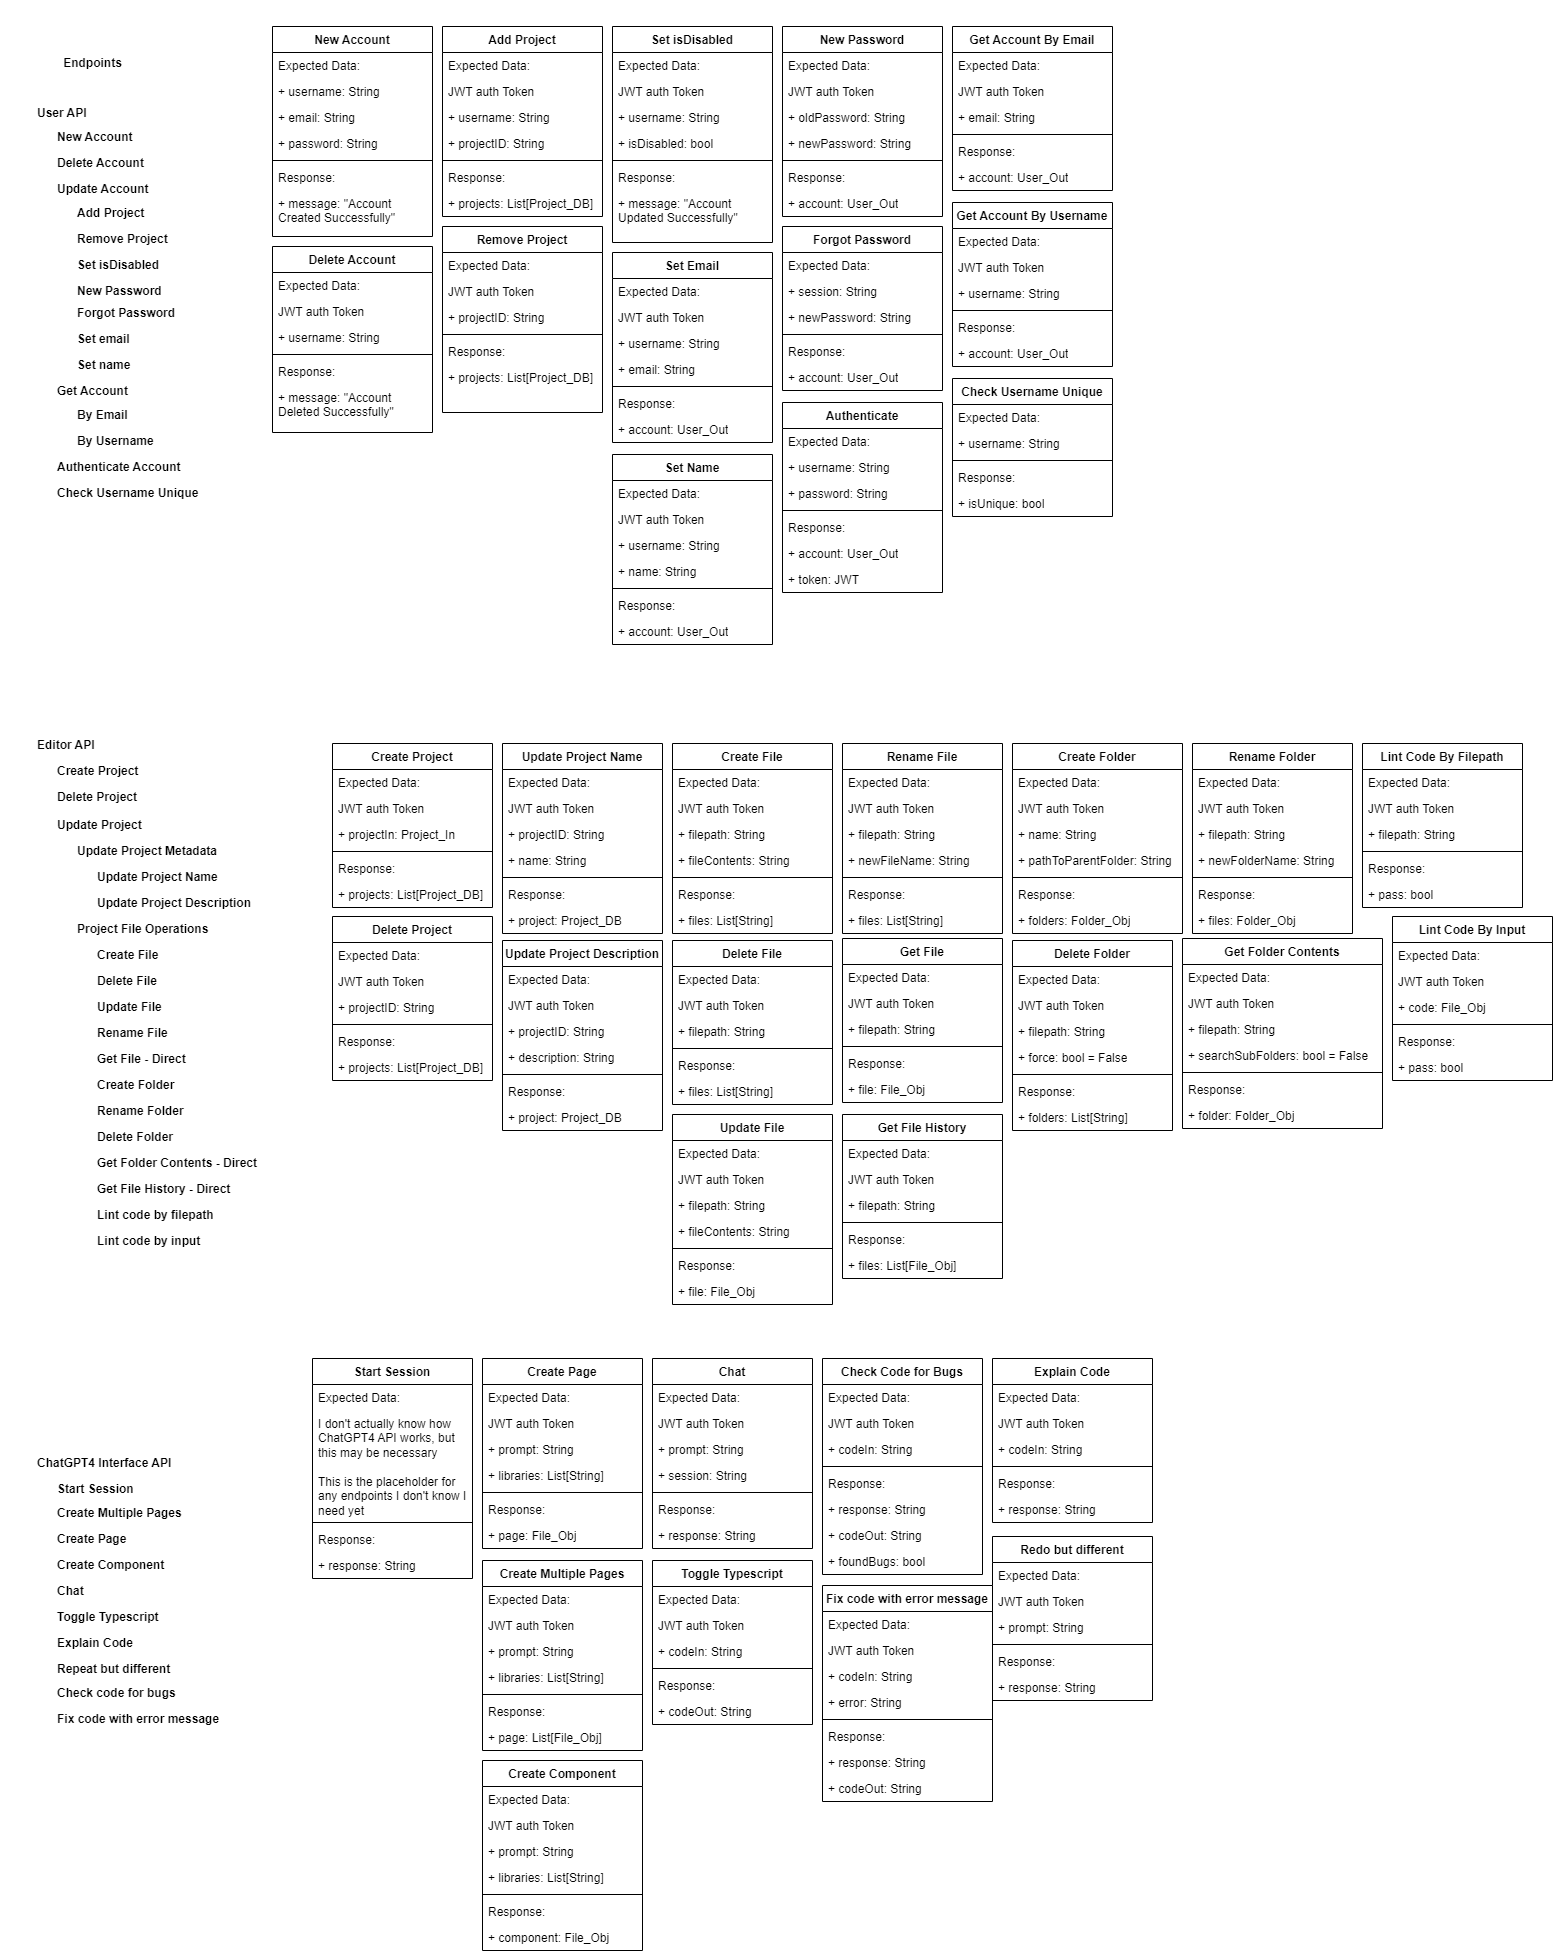 Endpoints
User API
New Account
Delete Account
Update Account
Add Project
Remove Project
Set isDisabled
New Password
Forgot Password
Set email
Set name
Get Account
By Email
By Username
Authenticate Account
Check Username Unique
New Account
Expected Data:
+ username: String
+ email: String
+ password: String
Response:
+ message: "Account
Created Successfully"
Delete Account
Expected Data:
JWT auth Token
+ username: String
Response:
+ message: "Account
Deleted Successfully"
Add Project
Expected Data:
JWT auth Token
+ username: String
+ projectID: String
Response:
+ projects: List[Project_DB]
Remove Project
Expected Data:
JWT auth Token
+ projectID: String
Response:
+ projects: List[Project_DB]
Set isDisabled
Expected Data:
JWT auth Token
+ username: String
+ isDisabled: bool
Response:
+ message: "Account
Updated Successfully"
Set Email
Expected Data:
JWT auth Token
+ username: String
+ email: String
Response:
+ account: User_Out
Set Name
Expected Data:
JWT auth Token
+ username: String
+ name: String
Response:
+ account: User_Out
New Password
Expected Data:
JWT auth Token
+ oldPassword: String
+ newPassword: String
Response:
+ account: User_Out
Forgot Password
Expected Data:
+ session: String
+ newPassword: String
Response:
+ account: User_Out
Authenticate
Expected Data:
+ username: String
+ password: String
Response:
+ account: User_Out
+ token: JWT
Get Account By Email
Expected Data:
JWT auth Token
+ email: String
Response:
+ account: User_Out
Get Account By Username
Expected Data:
JWT auth Token
+ username: String
Response:
+ account: User_Out
Check Username Unique
Expected Data:
+ username: String
Response:
+ isUnique: bool
Editor API
Create Project
Delete Project
Update Project
Update Project Metadata
Update Project Name
Update Project Description
Project File Operations
Create File
Delete File
Update File
Rename File
Get File - Direct
Create Folder
Rename Folder
Delete Folder
Get Folder Contents - Direct
Get File History - Direct
Lint code by filepath
Lint code by input
Create Project
Expected Data:
JWT auth Token
+ projectIn: Project_In
Response:
+ projects: List[Project_DB]
Delete Project
Expected Data:
JWT auth Token
+ projectID: String
Response:
+ projects: List[Project_DB]
Update Project Name
Expected Data:
JWT auth Token
+ projectID: String
+ name: String
Response:
+ project: Project_DB
Update Project Description
Expected Data:
JWT auth Token
+ projectID: String
+ description: String
Response:
+ project: Project_DB
Create File
Expected Data:
JWT auth Token
+ filepath: String
+ fileContents: String
Response:
+ files: List[String]
Delete File
Expected Data:
JWT auth Token
+ filepath: String
Response:
+ files: List[String]
Update File
Expected Data:
JWT auth Token
+ filepath: String
+ fileContents: String
Response:
+ file: File_Obj
Rename File
Expected Data:
JWT auth Token
+ filepath: String
+ newFileName: String
Response:
+ files: List[String]
Get File
Expected Data:
JWT auth Token
+ filepath: String
Response:
+ file: File_Obj
Get File History
Expected Data:
JWT auth Token
+ filepath: String
Response:
+ files: List[File_Obj]
Create Folder
Expected Data:
JWT auth Token
+ name: String
+ pathToParentFolder: String
Response:
+ folders: Folder_Obj
Delete Folder
Expected Data:
JWT auth Token
+ filepath: String
+ force: bool = False
Response:
+ folders: List[String]
Rename Folder
Expected Data:
JWT auth Token
+ filepath: String
+ newFolderName: String
Response:
+ files: Folder_Obj
Get Folder Contents
Expected Data:
JWT auth Token
+ filepath: String
+ searchSubFolders: bool = False
Response:
+ folder: Folder_Obj
Lint Code By Filepath
Expected Data:
JWT auth Token
+ filepath: String
Response:
+ pass: bool
Lint Code By Input
Expected Data:
JWT auth Token
+ code: File_Obj
Response:
+ pass: bool
ChatGPT4 Interface API
Start Session
Create Multiple Pages
Create Page
Create Component
Chat
Toggle Typescript
Explain Code
Repeat but different
Check code for bugs
Fix code with error message
Start Session
Expected Data:
I don't actually know how
ChatGPT4 API works, but
this may be necessary
This is the placeholder for
any endpoints I don't know I
need yet
Response:
+ response: String
Create Page
Expected Data:
JWT auth Token
+ prompt: String
+ libraries: List[String]
Response:
+ page: File_Obj
Create Multiple Pages
Expected Data:
JWT auth Token
+ prompt: String
+ libraries: List[String]
Response:
+ page: List[File_Obj]
Create Component
Expected Data:
JWT auth Token
+ prompt: String
+ libraries: List[String]
Response:
+ component: File_Obj
Chat
Expected Data:
JWT auth Token
+ prompt: String
+ session: String
Response:
+ response: String
Toggle Typescript
Expected Data:
JWT auth Token
+ codeIn: String
Response:
+ codeOut: String
Check Code for Bugs
Expected Data:
JWT auth Token
+ codeIn: String
Response:
+ response: String
+ codeOut: String
+ foundBugs: bool
Fix code with error message
Expected Data:
JWT auth Token
+ codeIn: String
+ error: String
Response:
+ response: String
+ codeOut: String
Explain Code
Expected Data:
JWT auth Token
+ codeIn: String
Response:
+ response: String
Redo but different
Expected Data:
JWT auth Token
+ prompt: String
Response:
+ response: String